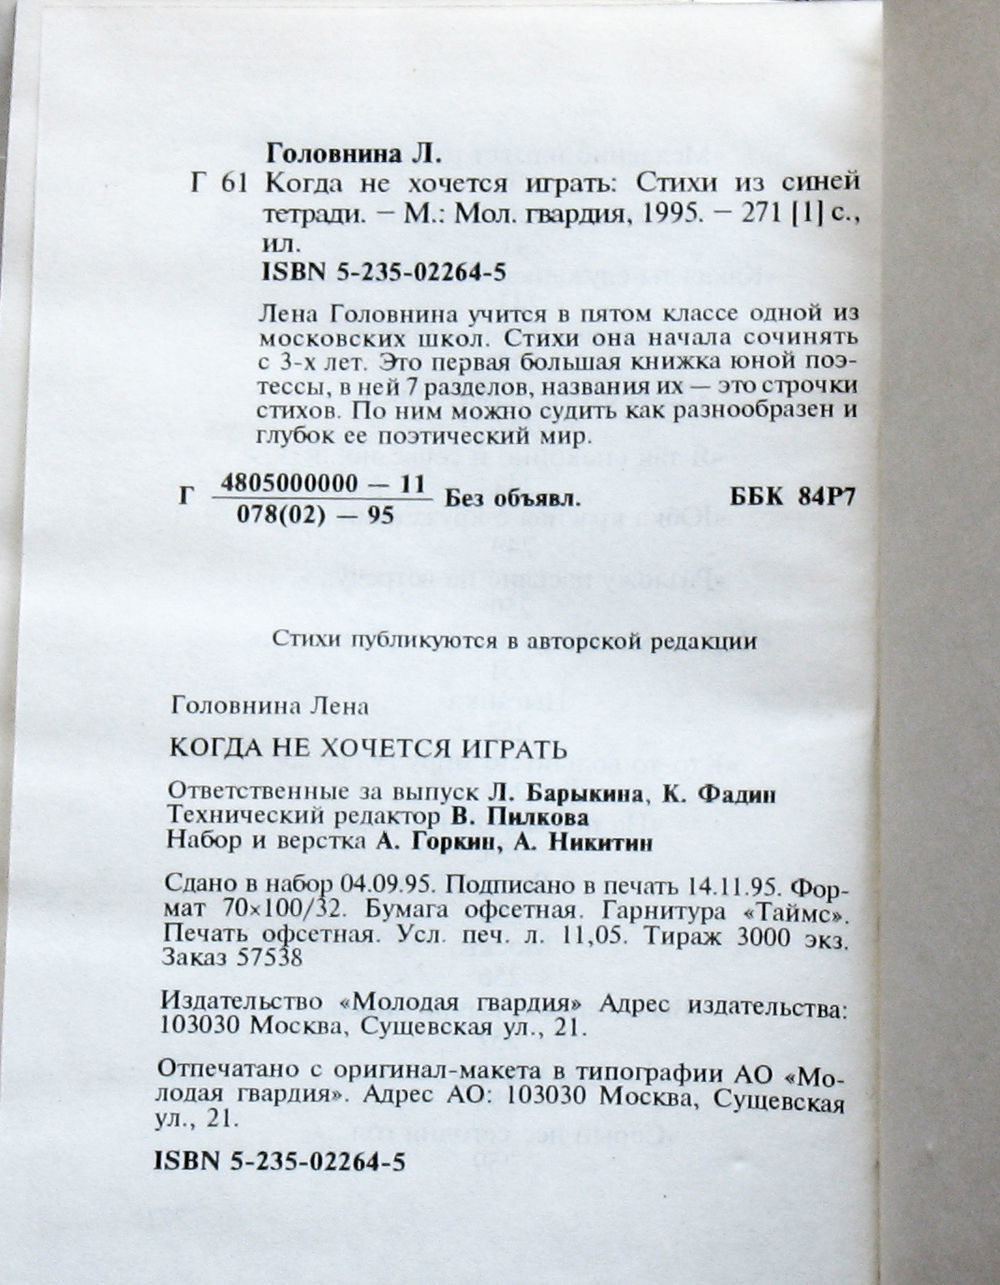 Головнина Л.
Г 61 Когда не хочется играть: Стихи из синей
тетради. — М.: Мол. гвардия, 1995. — 271 [1] с.,
ил.
ISBN 5-235-02264-5
Лена Головнина учится в пятом классе одной из
московских школ. Стихи она начала сочинять
с 3-х лет. Это первая большая книжка юной поэ-
тессы, в ней 7 разделов, названия их — это строчки
стихов. По ним можно судить как разнообразен и
глубок ее поэтический мир.
Г 4805000000 — 11 / 078(02) — 95 Без объявл. ББК 84Р7
Стихи публикуются в авторской редакции
Головнина Лена
КОГДА НЕ ХОЧЕТСЯ ИГРАТЬ
Ответственные за выпуск Л. Барыкина, К. Фадин
Технический редактор В. Пилкова
Набор и верстка А. Горкин, А. Никитин
Сдано в набор 04.09.95. Подписано в печать 14.11.95. Фор-
мат 70×100/32. Бумага офсетная. Гарнитура «Таймс».
Печать офсетная. Усл. печ. л. 11,05. Тираж 3000 экз.
Заказ 57538
Издательство «Молодая гвардия» Адрес издательства:
103030 Москва, Сущевская ул., 21.
Отпечатано с оригинал-макета в типографии АО «Мо-
лодая гвардия». Адрес АО: 103030 Москва, Сущевская
ул., 21.
ISBN 5-235-02264-5